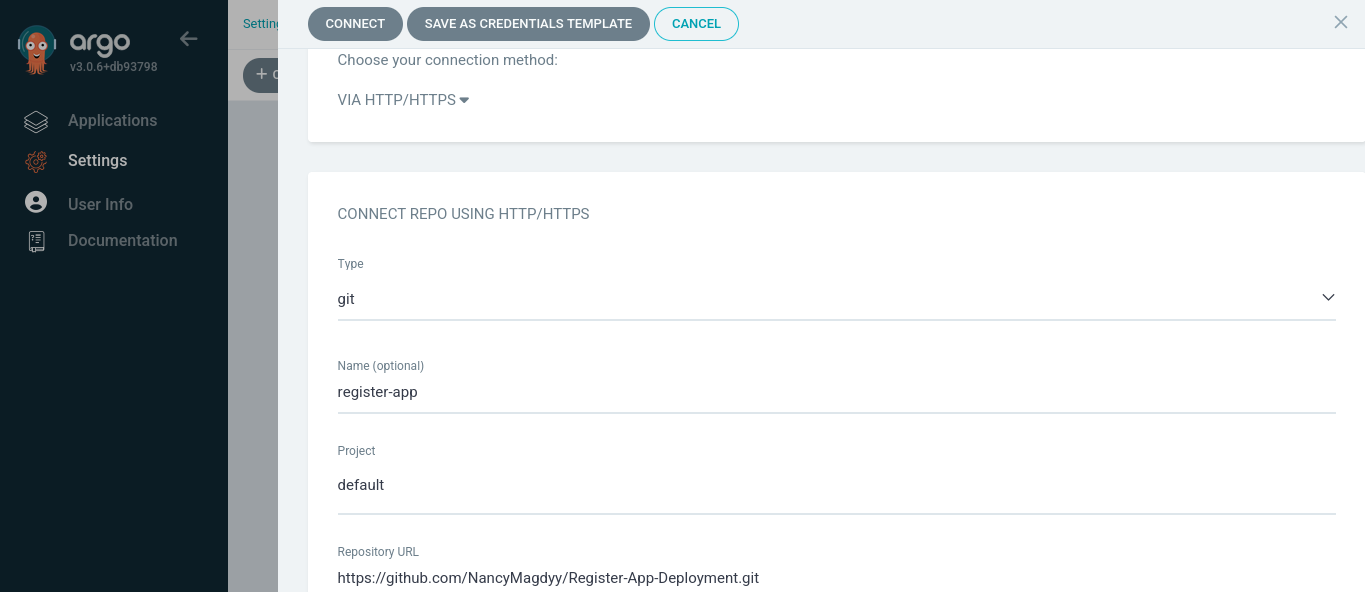 CONNECT SAVE AS CREDENTIALS TEMPLATE CANCEL
argo
v3.0.6+db93798
Applications
Settings
User Info
Documentation
Choose your connection method:
VIA HTTP/HTTPS
CONNECT REPO USING HTTP/HTTPS
Type
git
Name (optional)
register-app
Project
default
Repository URL
https://github.com/NancyMagdyy/Register-App-Deployment.git